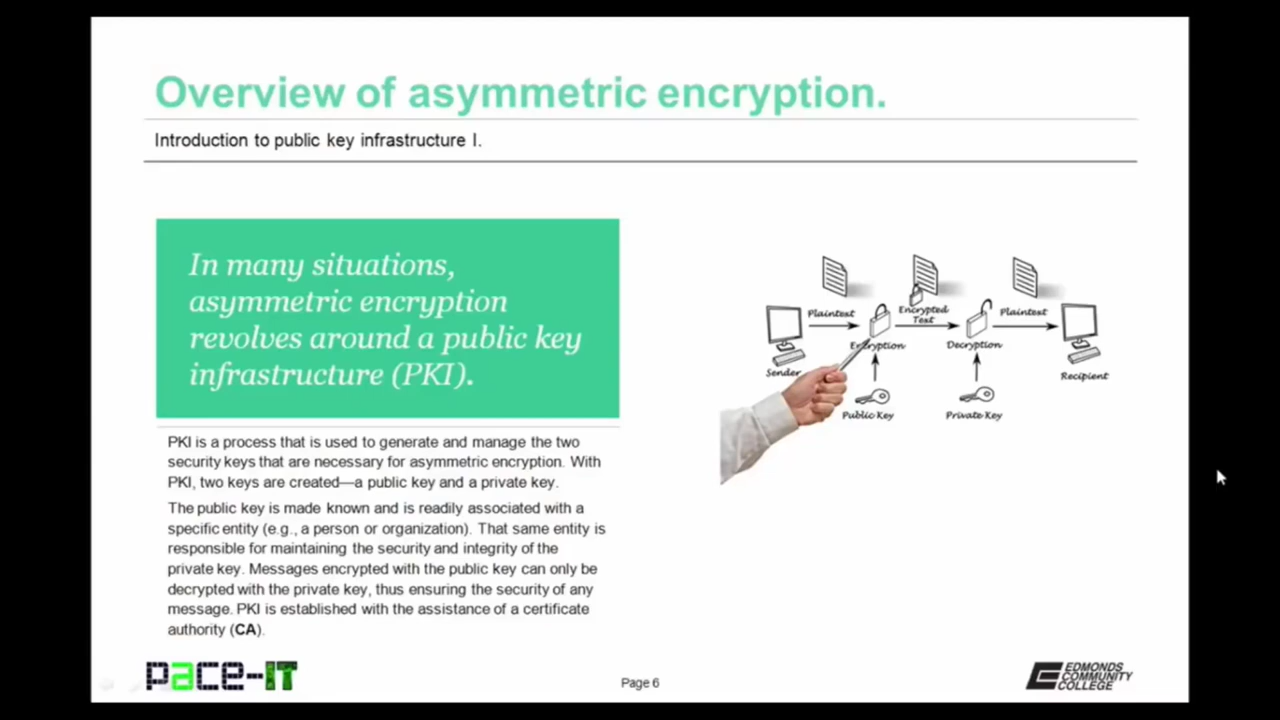 Overview of asymmetric encryption.
Introduction to public key infrastructure I.
In many situations,
asymmetric encryption
revolves around a public key
infrastructure (PKI).
PKI is a process that is used to generate and manage the two
security keys that are necessary for asymmetric encryption. With
PKI, two keys are created—a public key and a private key.
The public key is made known and is readily associated with a
specific entity (e.g., a person or organization). That same entity is
responsible for maintaining the security and integrity of the
private key. Messages encrypted with the public key can only be
decrypted with the private key, thus ensuring the security of any
message. PKI is established with the assistance of a certificate
authority (CA).
Plaintext
Encrypted
Text
Plaintext
Encryption
Decryption
Sender
Recipient
Public Key
Private Key
pace-IT
Page 6
EDMONDS
COMMUNITY
COLLEGE